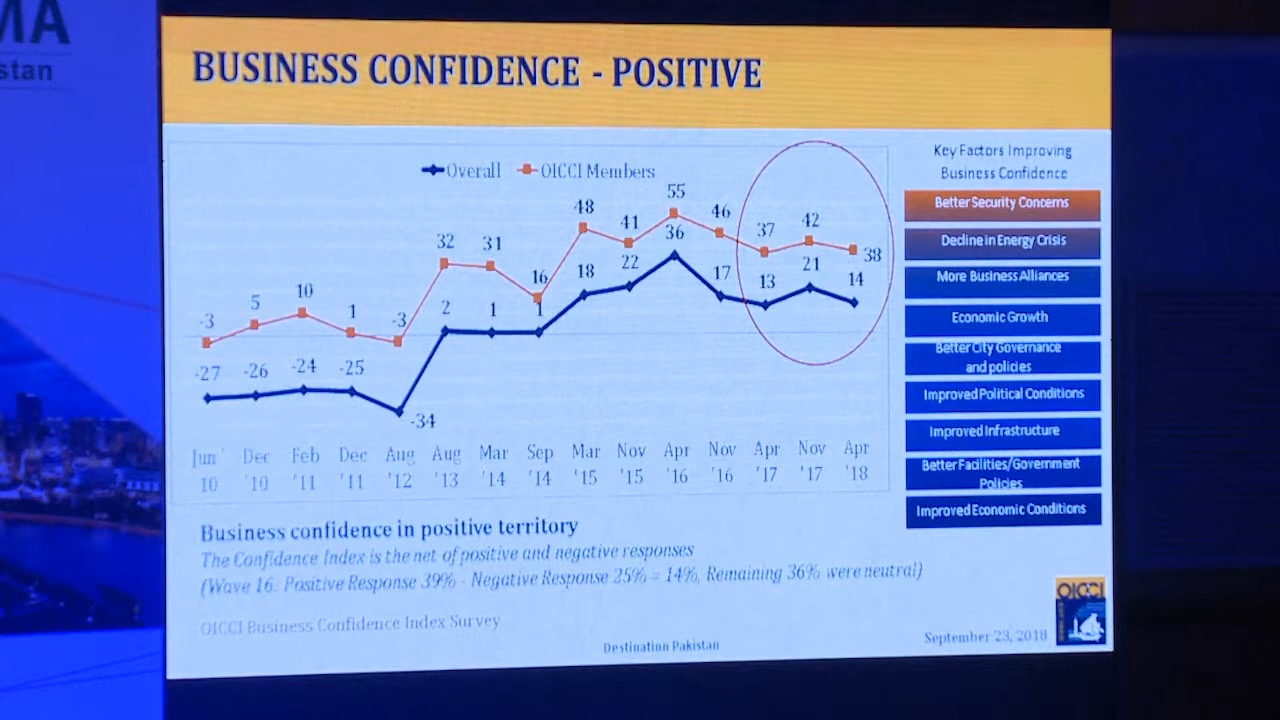 MA
stan
BUSINESS CONFIDENCE - POSITIVE
Overall OICCI Members
-3 5 10 1 -3 32 31 16 48 41 55 46 37 42 38
-27 -26 -24 -25 -34 2 1 1 18 22 36 17 13 21 14
Jun ' Dec Feb Dec Aug Aug Mar Sep Mar Nov Apr Nov Apr Nov Apr
10 '10 '11 '11 '12 '13 '14 '14 '15 '15 '16 '16 '17 '17 '18
Key Factors Improving
Business Confidence
Better Security Concerns
Decline in Energy Crisis
More Business Alliances
Economic Growth
Better City Governance
and policies
Improved Political Conditions
Improved Infrastructure
Better Facilities/Government
Policies
Improved Economic Conditions
Business confidence in positive territory
The Confidence Index is the net of positive and negative responses
(Wave 16: Positive Response 39% - Negative Response 25% = 14%, Remaining 36% were neutral)
OICCI Business Confidence Index Survey
Destination Pakistan
September 23, 2018
OICCI